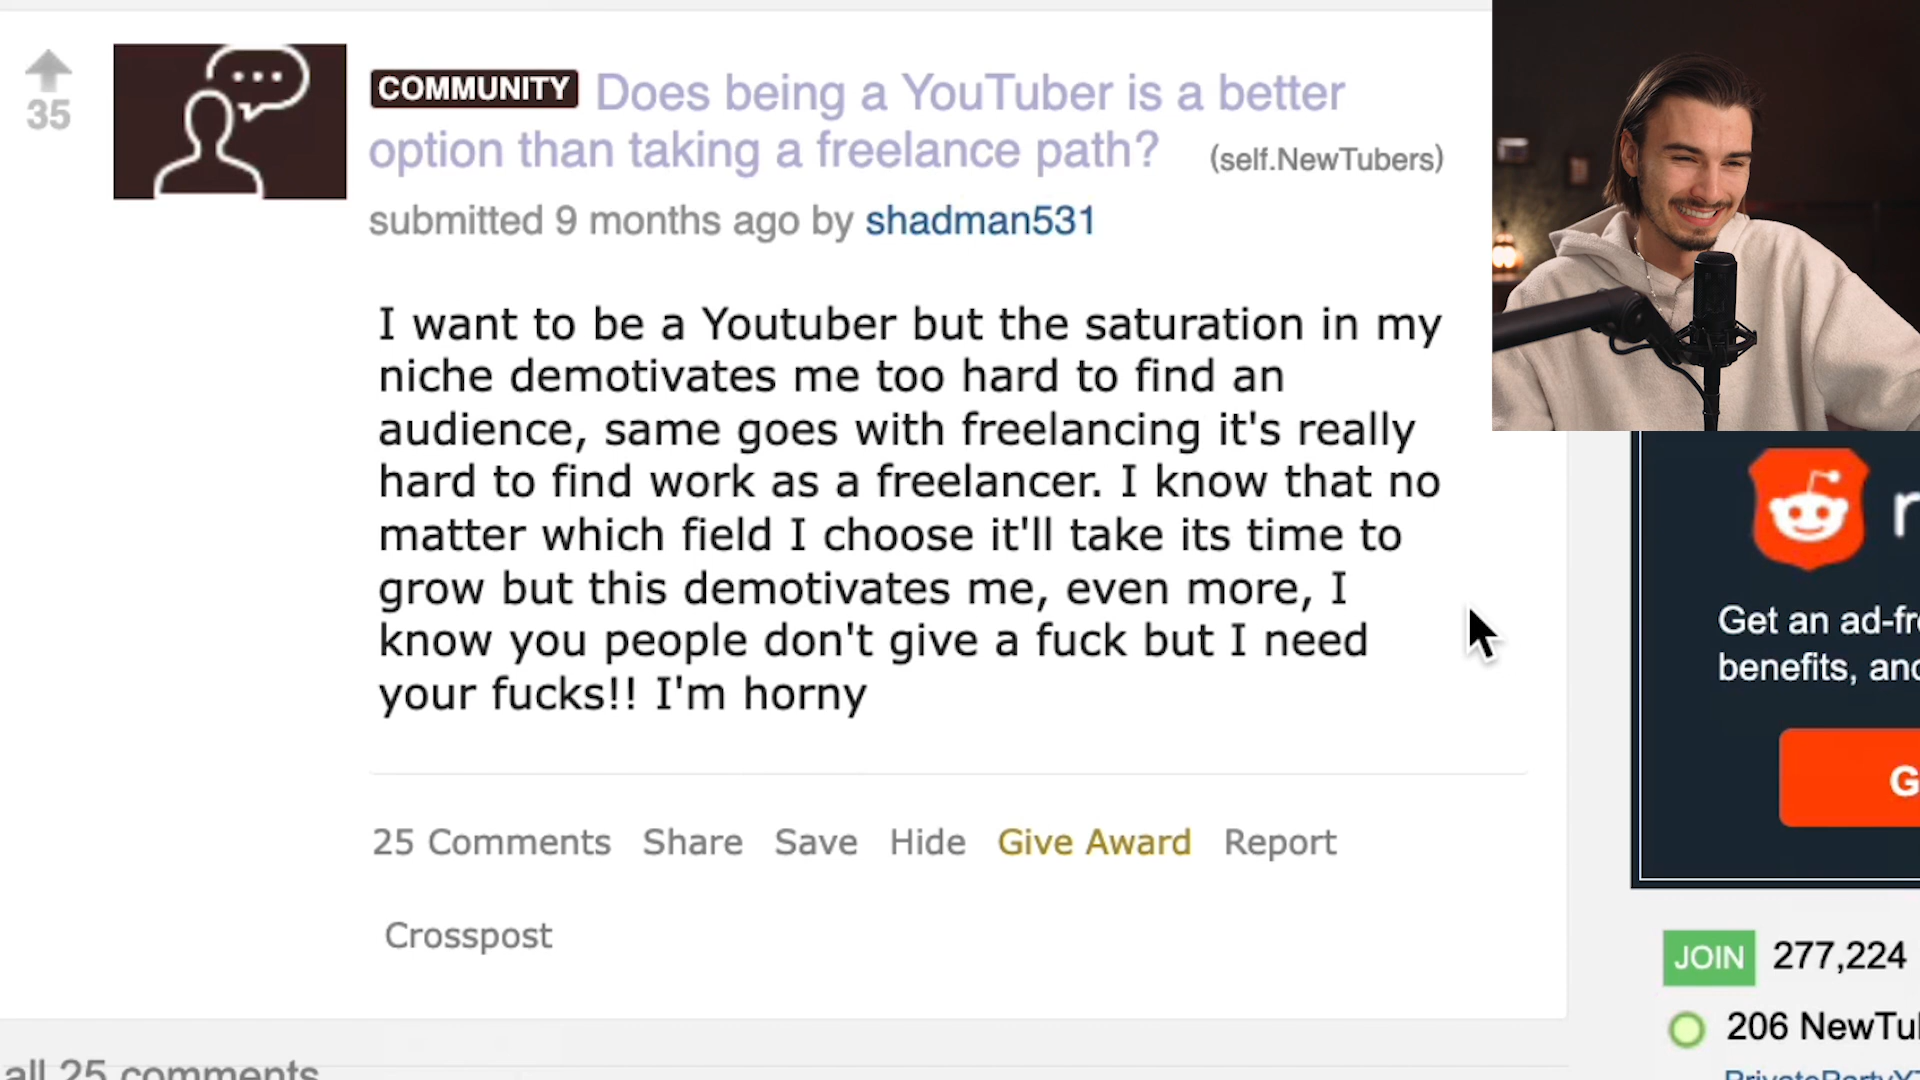 35
COMMUNITY Does being a YouTuber is a better
option than taking a freelance path? (self.NewTubers)
submitted 9 months ago by shadman531
I want to be a Youtuber but the saturation in my
niche demotivates me too hard to find an
audience, same goes with freelancing it's really
hard to find work as a freelancer. I know that no
matter which field I choose it'll take its time to
grow but this demotivates me, even more, I
know you people don't give a fuck but I need
your fucks!! I'm horny
25 Comments Share Save Hide Give Award Report
Crosspost
all 25 comments
r
Get an ad-fr
benefits, and
G
JOIN 277,224
206 NewTu